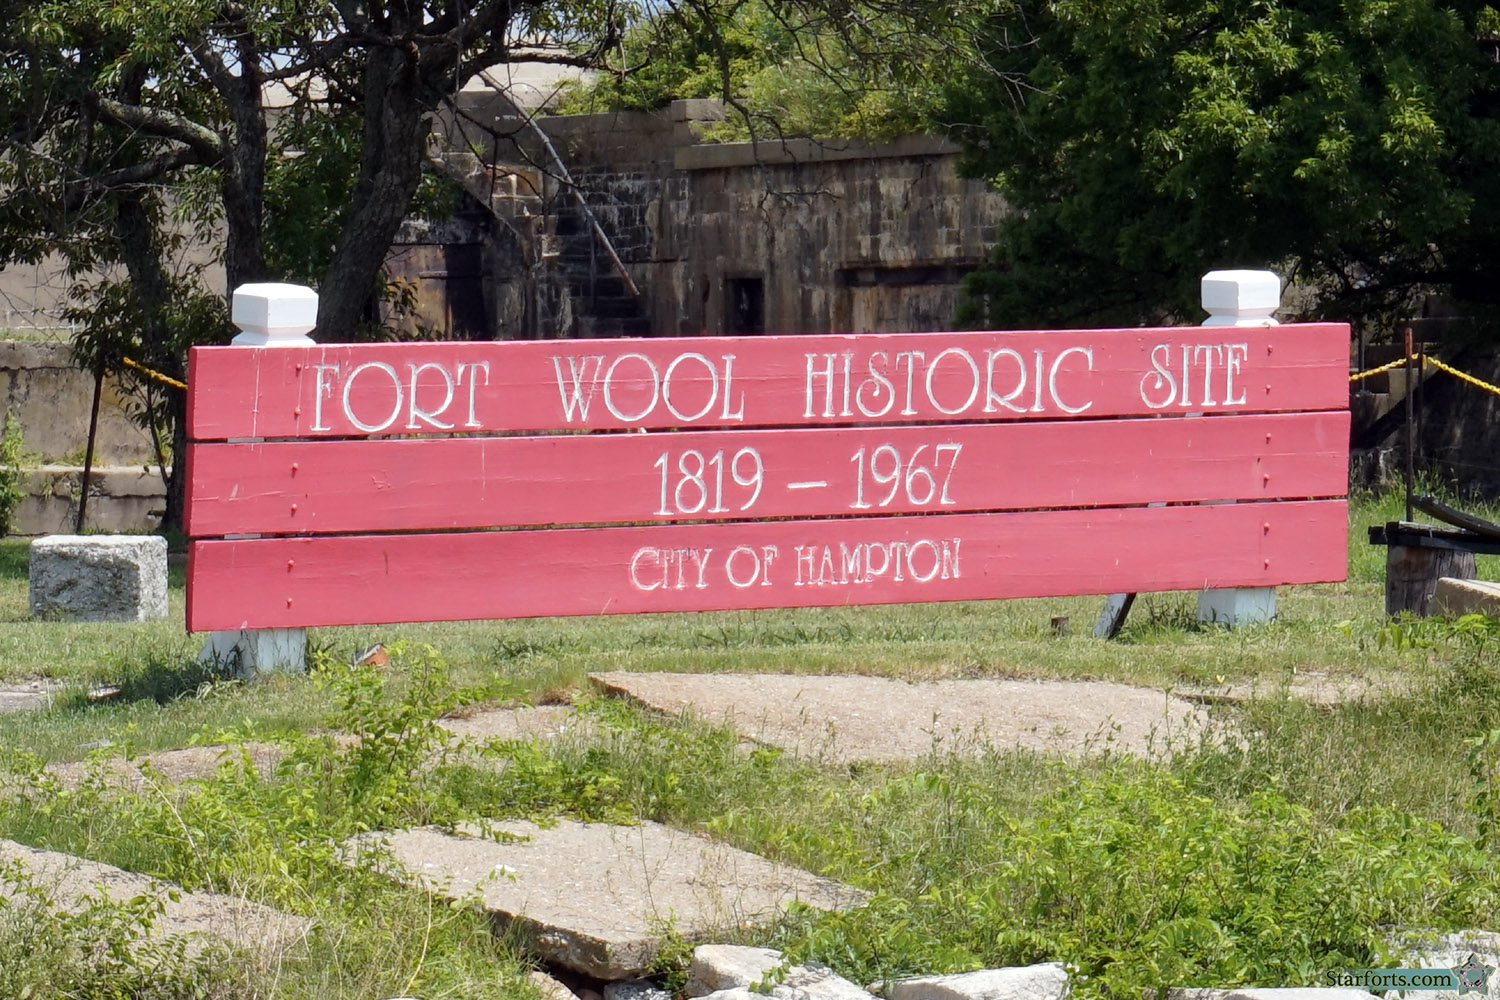 FORT WOOL HISTORIC SITE
1819 – 1967
CITY OF HAMPTON
Starforts.com